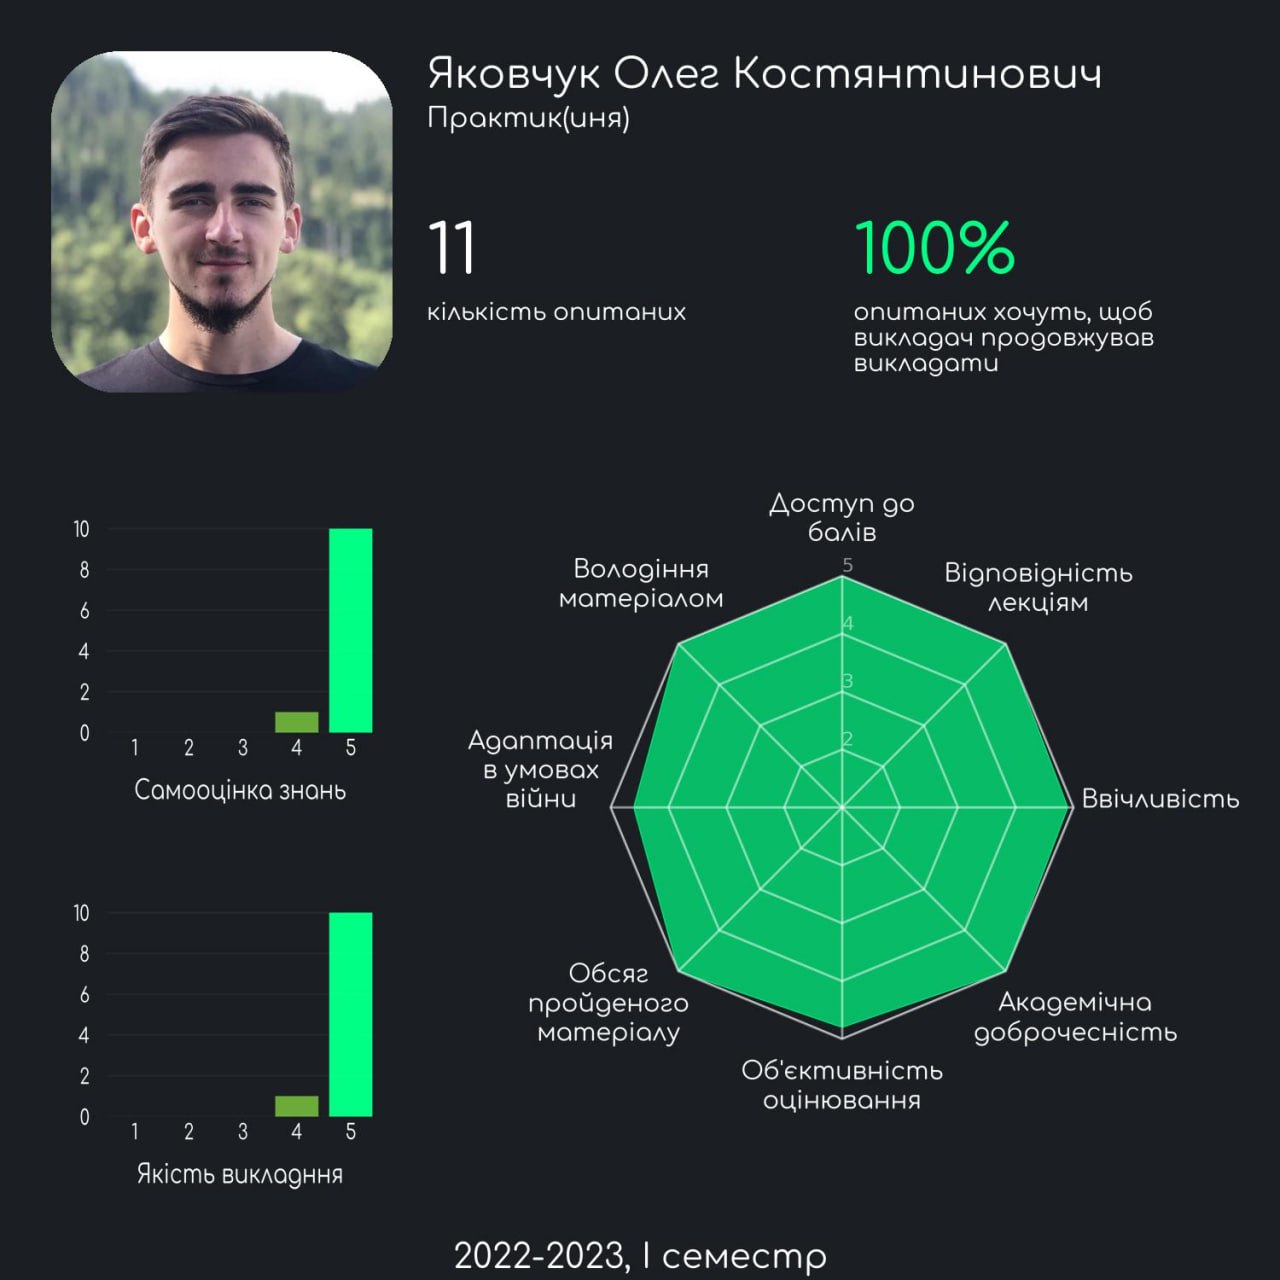 Яковчук Олег Костянтинович
Практик(иня)
11
кількість опитаних
100%
опитаних хочуть, щоб
викладач продовжував
викладати
10
8
6
4
2
0
1 2 3 4 5
Самооцінка знань
10
8
6
4
2
0
1 2 3 4 5
Якість викладння
Доступ до
балів
Відповідність
лекціям
Ввічливість
Академічна
доброчесність
Об'єктивність
оцінювання
Обсяг
пройденого
матеріалу
Адаптація
в умовах
війни
Володіння
матеріалом
5
4
3
2
2022-2023, І семестр